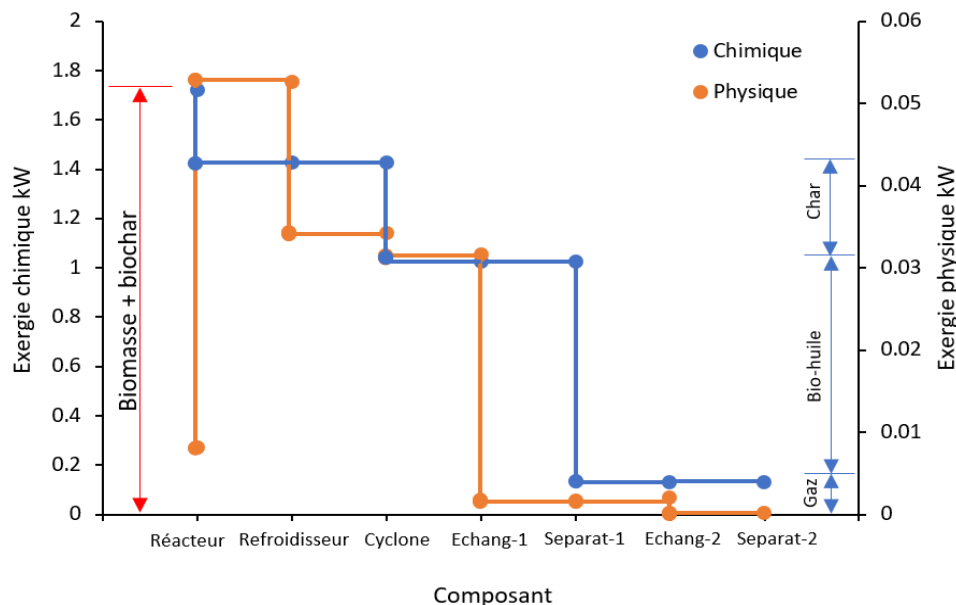 Chimique
Physique
Exergie chimique kW
2
1.8
1.6
1.4
1.2
1
0.8
0.6
0.4
0.2
0
Biomasse + biochar
Char
Bio-huile
Gaz
0.06
0.05
0.04
0.03
0.02
0.01
0
Exergie physique kW
Réacteur Refroidisseur Cyclone Echang-1 Separat-1 Echang-2 Separat-2
Composant